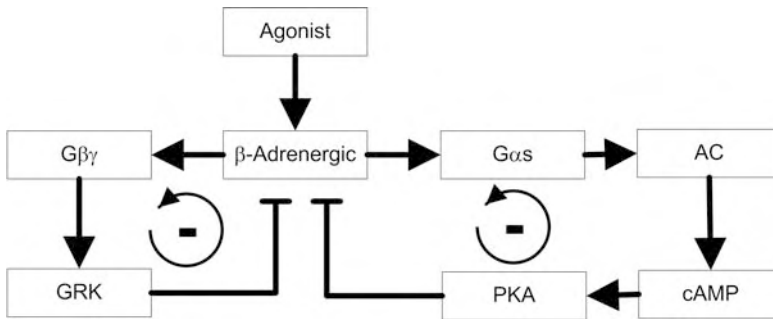 Agonist
Gβγ
β-Adrenergic
Gαs
AC
-
-
GRK
PKA
cAMP